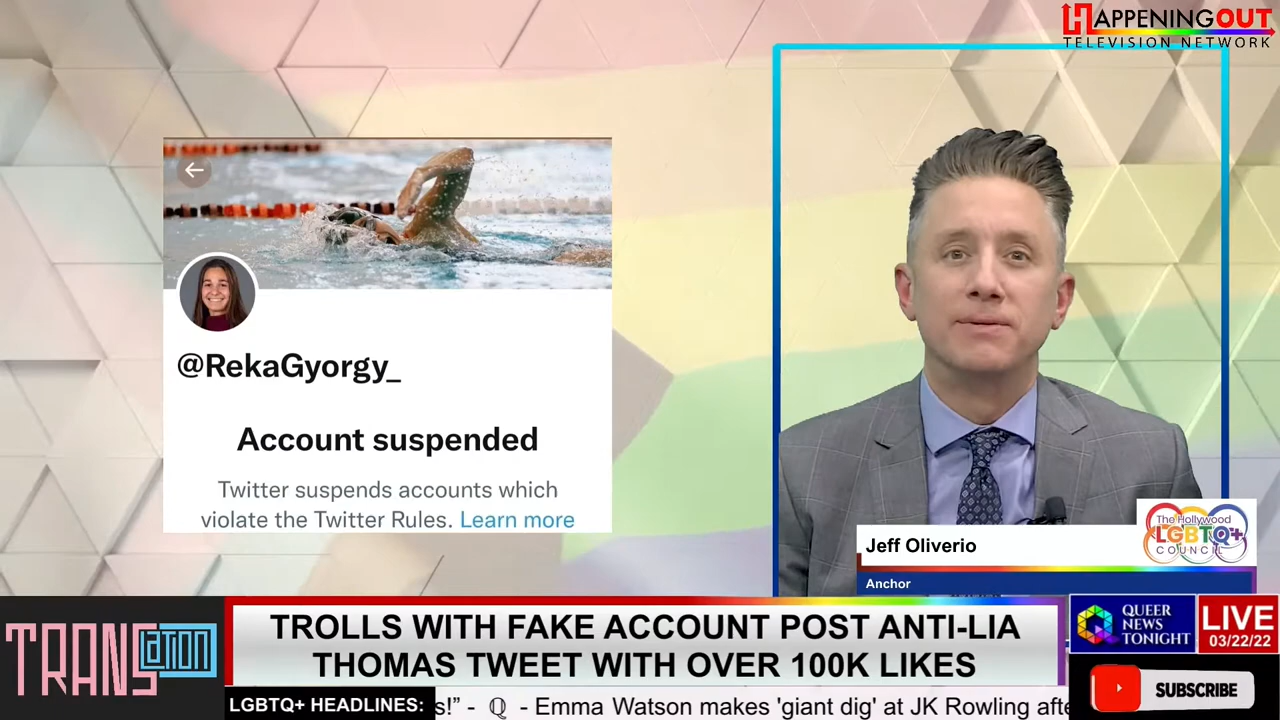 HAPPENINGOUT
TELEVISION NETWORK
@RekaGyorgy_
Account suspended
Twitter suspends accounts which
violate the Twitter Rules. Learn more
Jeff Oliverio
Anchor
The Hollywood
LGBTQ+
COUNCIL
TRANSLATION
TROLLS WITH FAKE ACCOUNT POST ANTI-LIA
THOMAS TWEET WITH OVER 100K LIKES
QUEER
NEWS
TONIGHT
LIVE
03/22/22
SUBSCRIBE
LGBTQ+ HEADLINES: s!” - Q - Emma Watson makes 'giant dig' at JK Rowling afte